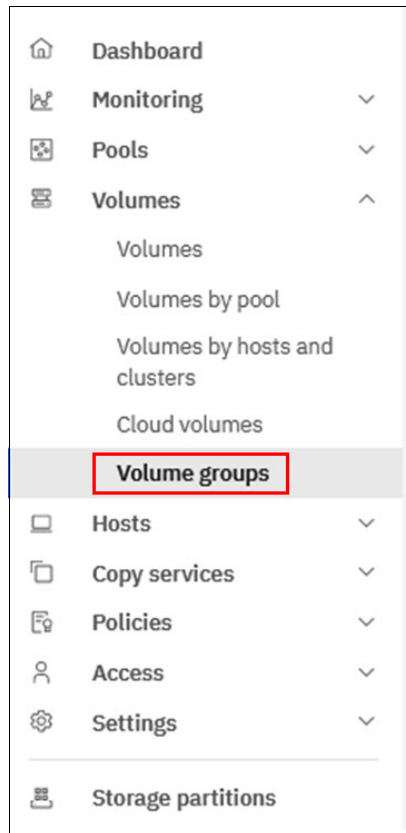 Dashboard
Monitoring
Pools
Volumes
Volumes
Volumes by pool
Volumes by hosts and
clusters
Cloud volumes
Volume groups
Hosts
Copy services
Policies
Access
Settings
Storage partitions